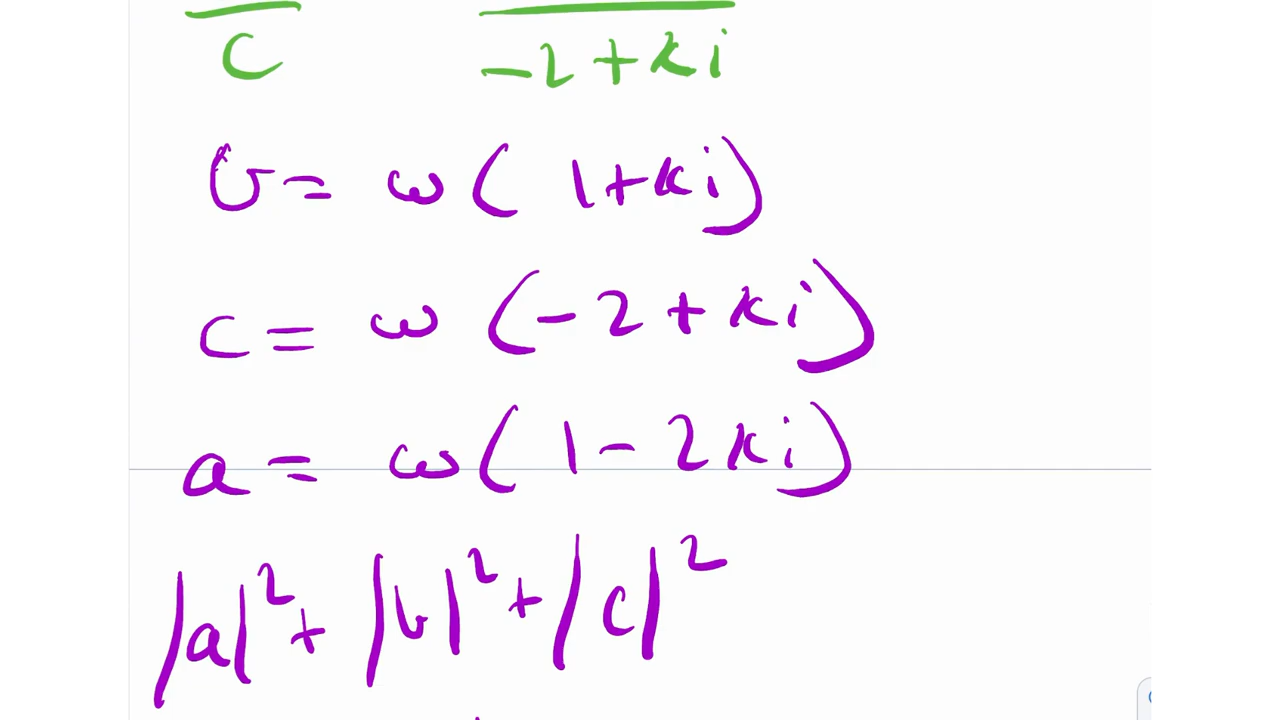 c -2+ki
b= ω(1+ki)
c= ω(-2+ki)
a= ω(1-2ki)
|a|²+|b|²+|c|²